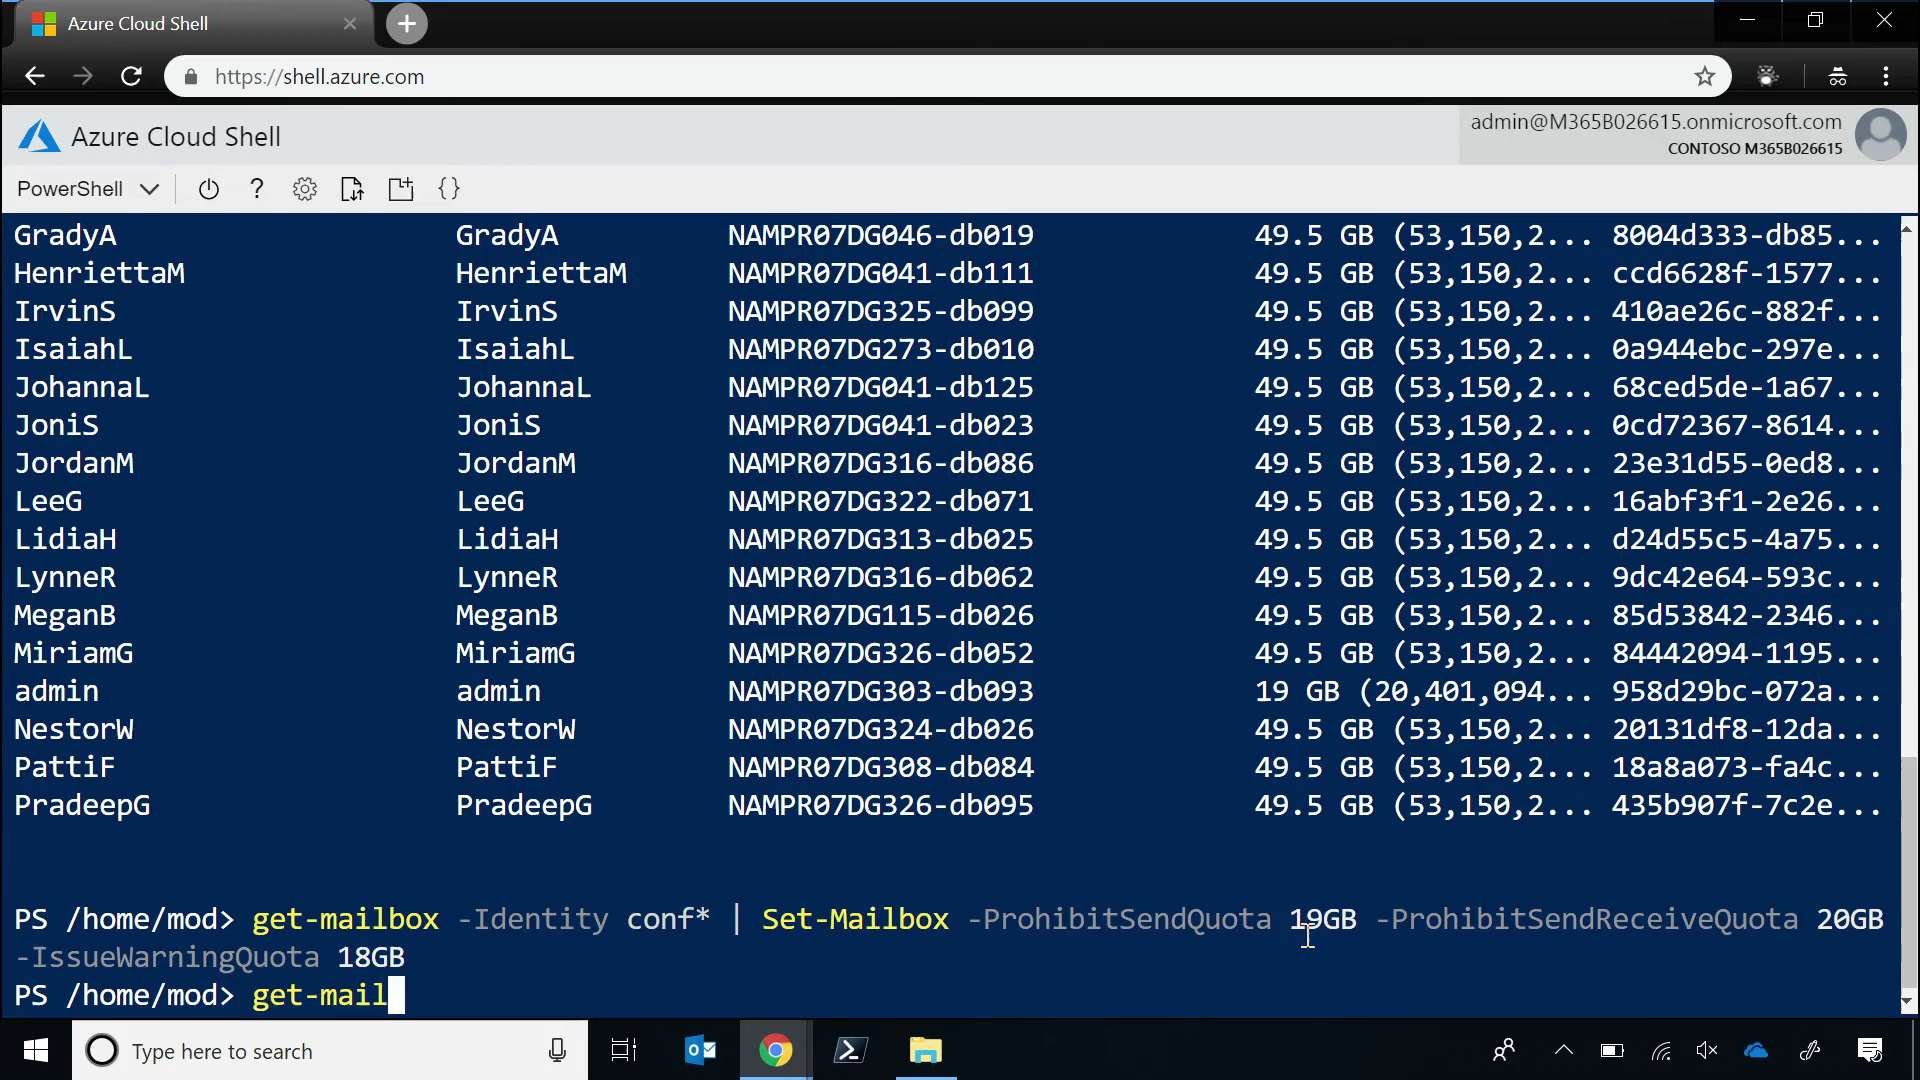 Azure Cloud Shell
https://shell.azure.com
Azure Cloud Shell
admin@M365B026615.onmicrosoft.com
CONTOSO M365B026615
PowerShell
GradyA GradyA NAMPR07DG046-db019 49.5 GB (53,150,2... 8004d333-db85...
HenriettaM HenriettaM NAMPR07DG041-db111 49.5 GB (53,150,2... ccd6628f-1577...
IrvinS IrvinS NAMPR07DG325-db099 49.5 GB (53,150,2... 410ae26c-882f...
IsaiahL IsaiahL NAMPR07DG273-db010 49.5 GB (53,150,2... 0a944ebc-297e...
JohannaL JohannaL NAMPR07DG041-db125 49.5 GB (53,150,2... 68ced5de-1a67...
JoniS JoniS NAMPR07DG041-db023 49.5 GB (53,150,2... 0cd72367-8614...
JordanM JordanM NAMPR07DG316-db086 49.5 GB (53,150,2... 23e31d55-0ed8...
LeeG LeeG NAMPR07DG322-db071 49.5 GB (53,150,2... 16abf3f1-2e26...
LidiaH LidiaH NAMPR07DG313-db025 49.5 GB (53,150,2... d24d55c5-4a75...
LynneR LynneR NAMPR07DG316-db062 49.5 GB (53,150,2... 9dc42e64-593c...
MeganB MeganB NAMPR07DG115-db026 49.5 GB (53,150,2... 85d53842-2346...
MiriamG MiriamG NAMPR07DG326-db052 49.5 GB (53,150,2... 84442094-1195...
admin admin NAMPR07DG303-db093 19 GB (20,401,094... 958d29bc-072a...
NestorW NestorW NAMPR07DG324-db026 49.5 GB (53,150,2... 20131df8-12da...
PattiF PattiF NAMPR07DG308-db084 49.5 GB (53,150,2... 18a8a073-fa4c...
PradeepG PradeepG NAMPR07DG326-db095 49.5 GB (53,150,2... 435b907f-7c2e...
PS /home/mod> get-mailbox -Identity conf* | Set-Mailbox -ProhibitSendQuota 19GB -ProhibitSendReceiveQuota 20GB
-IssueWarningQuota 18GB
PS /home/mod> get-mail
Type here to search